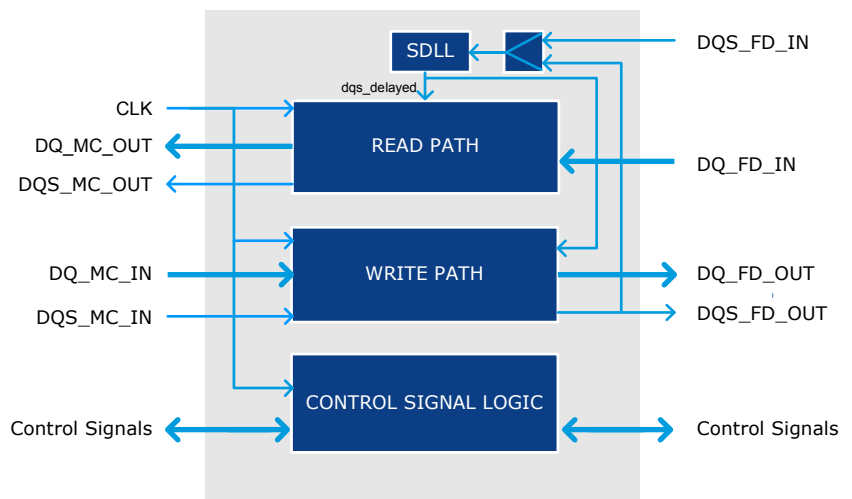 SDLL
DQS_FD_IN
dqs_delayed
CLK
DQ_MC_OUT
READ PATH
DQ_FD_IN
DQS_MC_OUT
DQ_MC_IN
WRITE PATH
DQ_FD_OUT
DQS_MC_IN
DQS_FD_OUT
CONTROL SIGNAL LOGIC
Control Signals
Control Signals